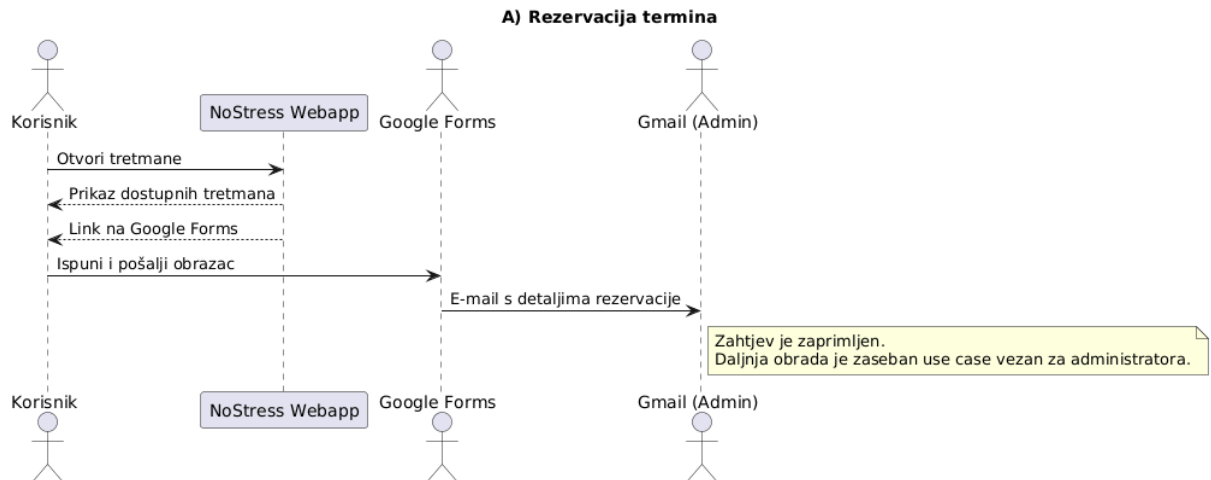 A) Rezervacija termina
Korisnik
NoStress Webapp
Google Forms
Gmail (Admin)
Otvori tretmane
Prikaz dostupnih tretmana
Link na Google Forms
Ispuni i pošalji obrazac
E-mail s detaljima rezervacije
Zahtjev je zaprimljen.
Daljnja obrada je zaseban use case vezan za administratora.
Korisnik
NoStress Webapp
Google Forms
Gmail (Admin)